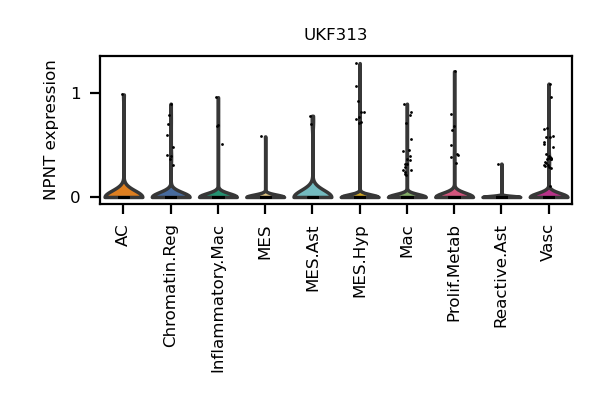 UKF313
NPNT expression
1
0
AC
Chromatin.Reg
Inflammatory.Mac
MES
MES.Ast
MES.Hyp
Mac
Prolif.Metab
Reactive.Ast
Vasc